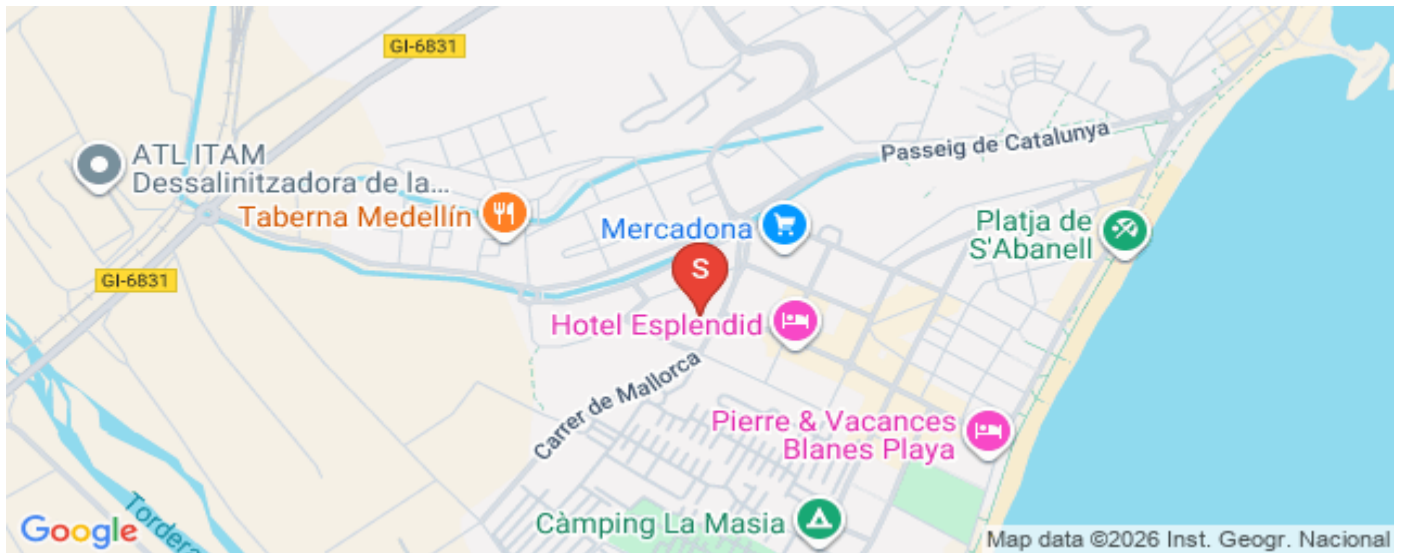 GI-6831
Passeig de Catalunya
ATL ITAM
Dessalinitzadora de la...
Taberna Medellín
Mercadona
Platja de
S'Abanell
S
GI-6831
Hotel Esplendid
Carrer de Mallorca
Pierre & Vacances
Blanes Playa
Càmping La Masia
Tordera
Google
Map data ©2026 Inst. Geogr. Nacional